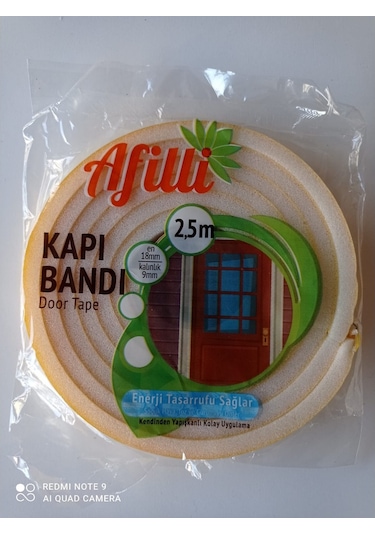 Afilli
2,5m
en
18mm
kalınlık
9mm
KAPI
BANDI
Door Tape
Enerji Tasarrufu Sağlar
Kendinden Yapışkanlı Kolay Uygulama
REDMI NOTE 9
AI QUAD CAMERA